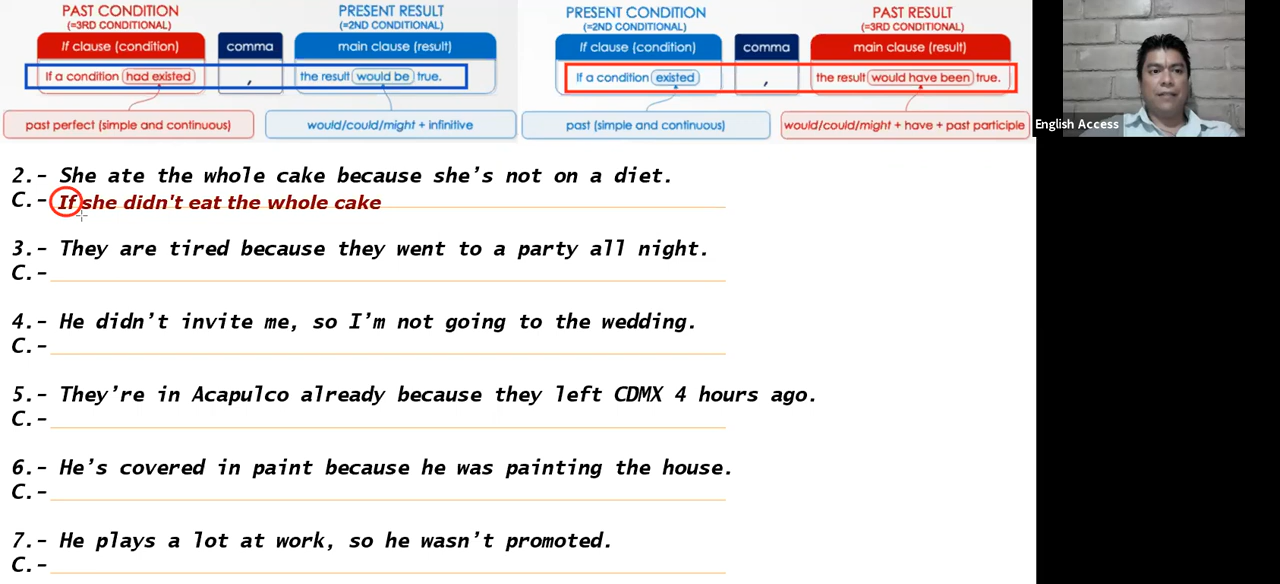 PAST CONDITION
(=3RD CONDITIONAL)
PRESENT RESULT
(=2ND CONDITIONAL)
If clause (condition)
comma
main clause (result)
If a condition had existed , the result would be true.
past perfect (simple and continuous)
would/could/might + infinitive
PRESENT CONDITION
(=2ND CONDITIONAL)
PAST RESULT
(=3RD CONDITIONAL)
If clause (condition)
comma
main clause (result)
If a condition existed , the result would have been true.
past (simple and continuous)
would/could/might + have + past participle
English Access
2.- She ate the whole cake because she's not on a diet.
C.- If she didn't eat the whole cake
3.- They are tired because they went to a party all night.
C.-
4.- He didn't invite me, so I'm not going to the wedding.
C.-
5.- They're in Acapulco already because they left CDMX 4 hours ago.
C.-
6.- He's covered in paint because he was painting the house.
C.-
7.- He plays a lot at work, so he wasn't promoted.
C.-